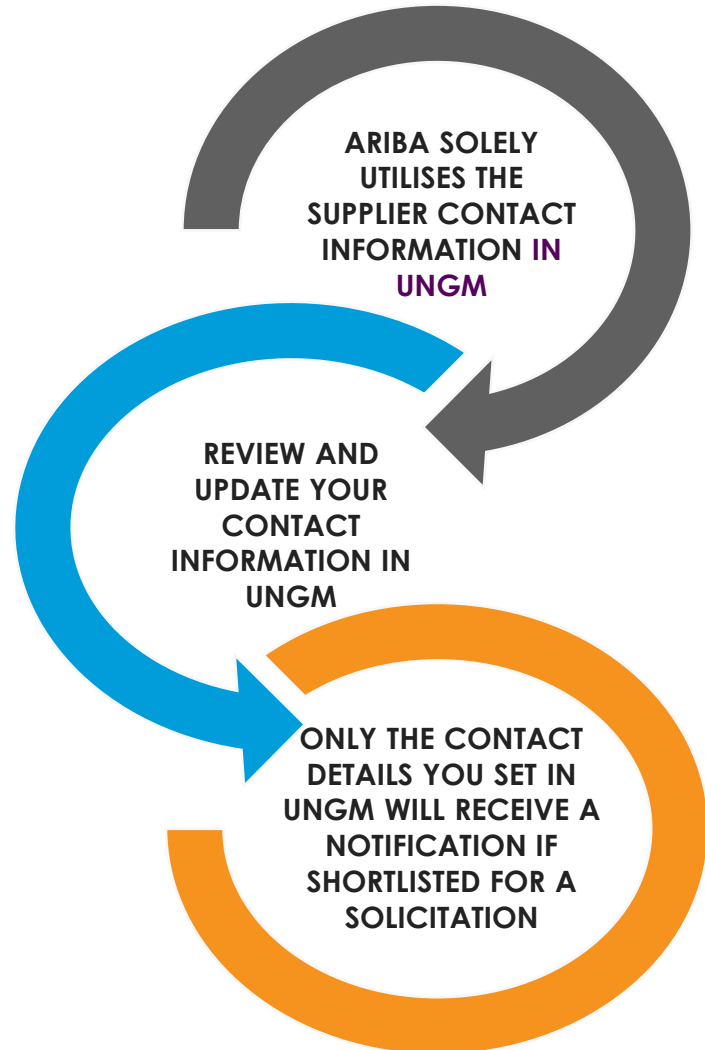 ARIBA SOLELY
UTILISES THE
SUPPLIER CONTACT
INFORMATION IN
UNGM
REVIEW AND
UPDATE YOUR
CONTACT
INFORMATION IN
UNGM
ONLY THE CONTACT
DETAILS YOU SET IN
UNGM WILL RECEIVE A
NOTIFICATION IF
SHORTLISTED FOR A
SOLICITATION